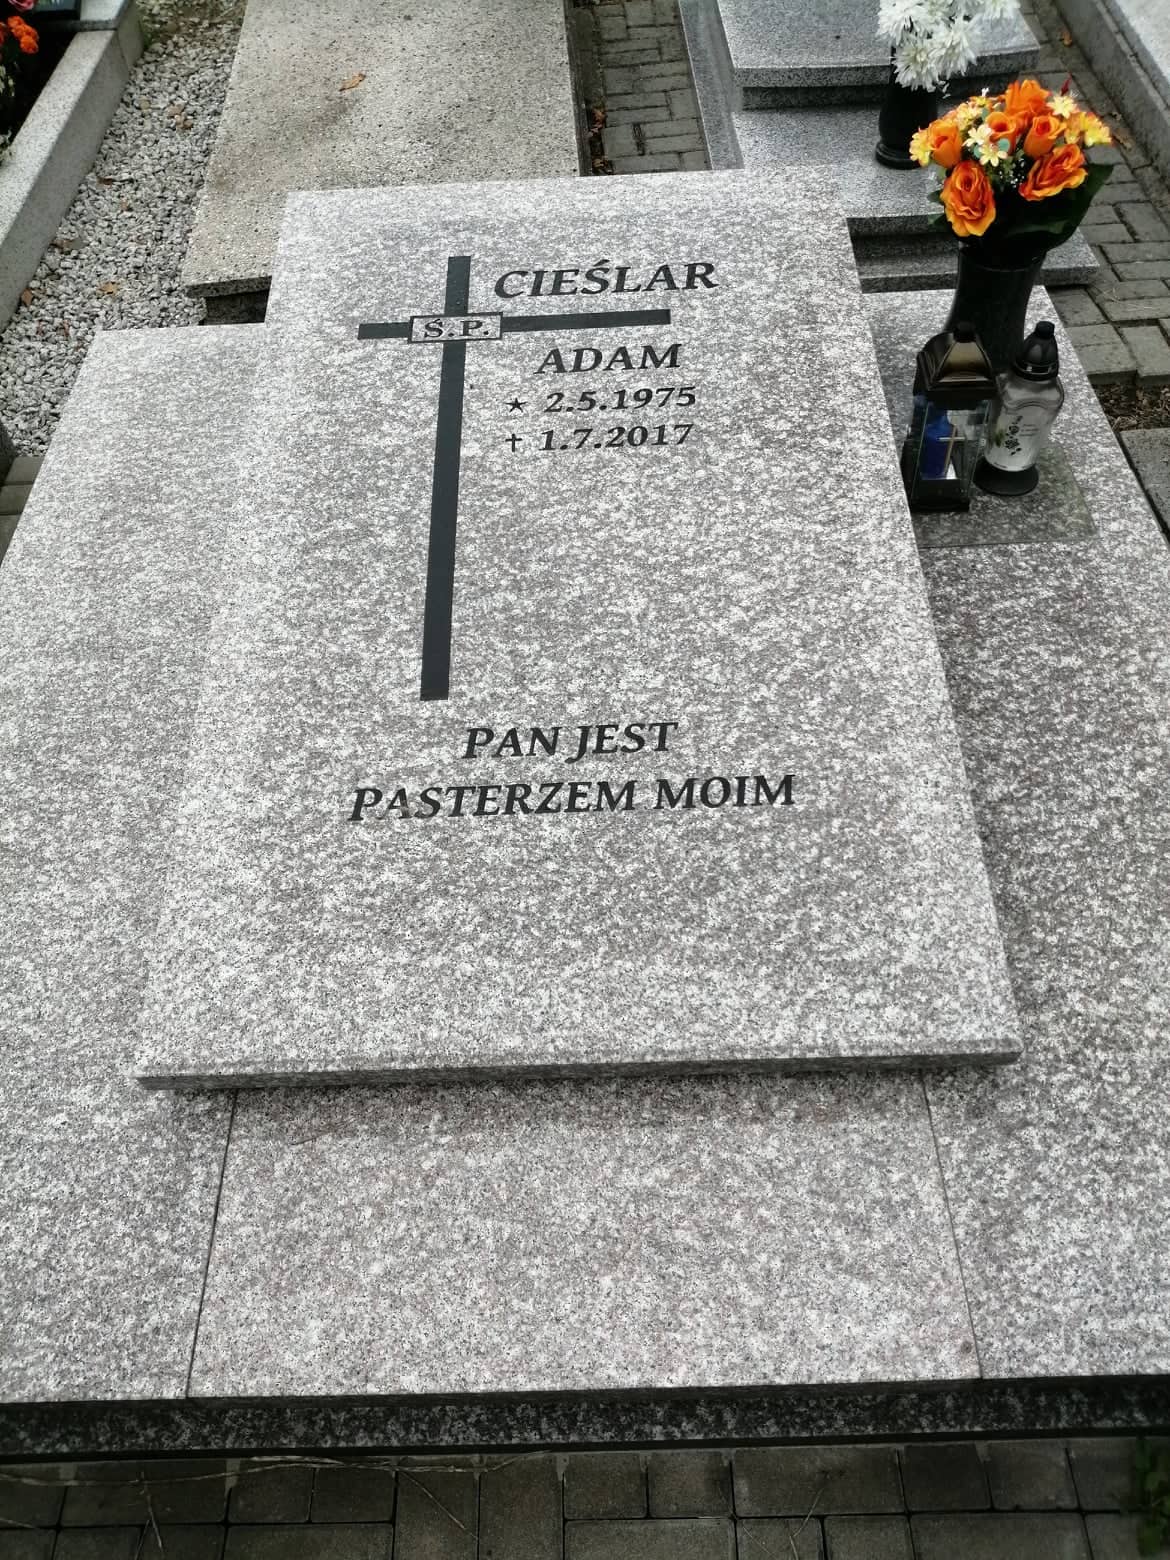 CIEŚLAR
Ś.P.
ADAM
★ 2.5.1975
✝ 1.7.2017
PAN JEST
PASTERZEM MOIM